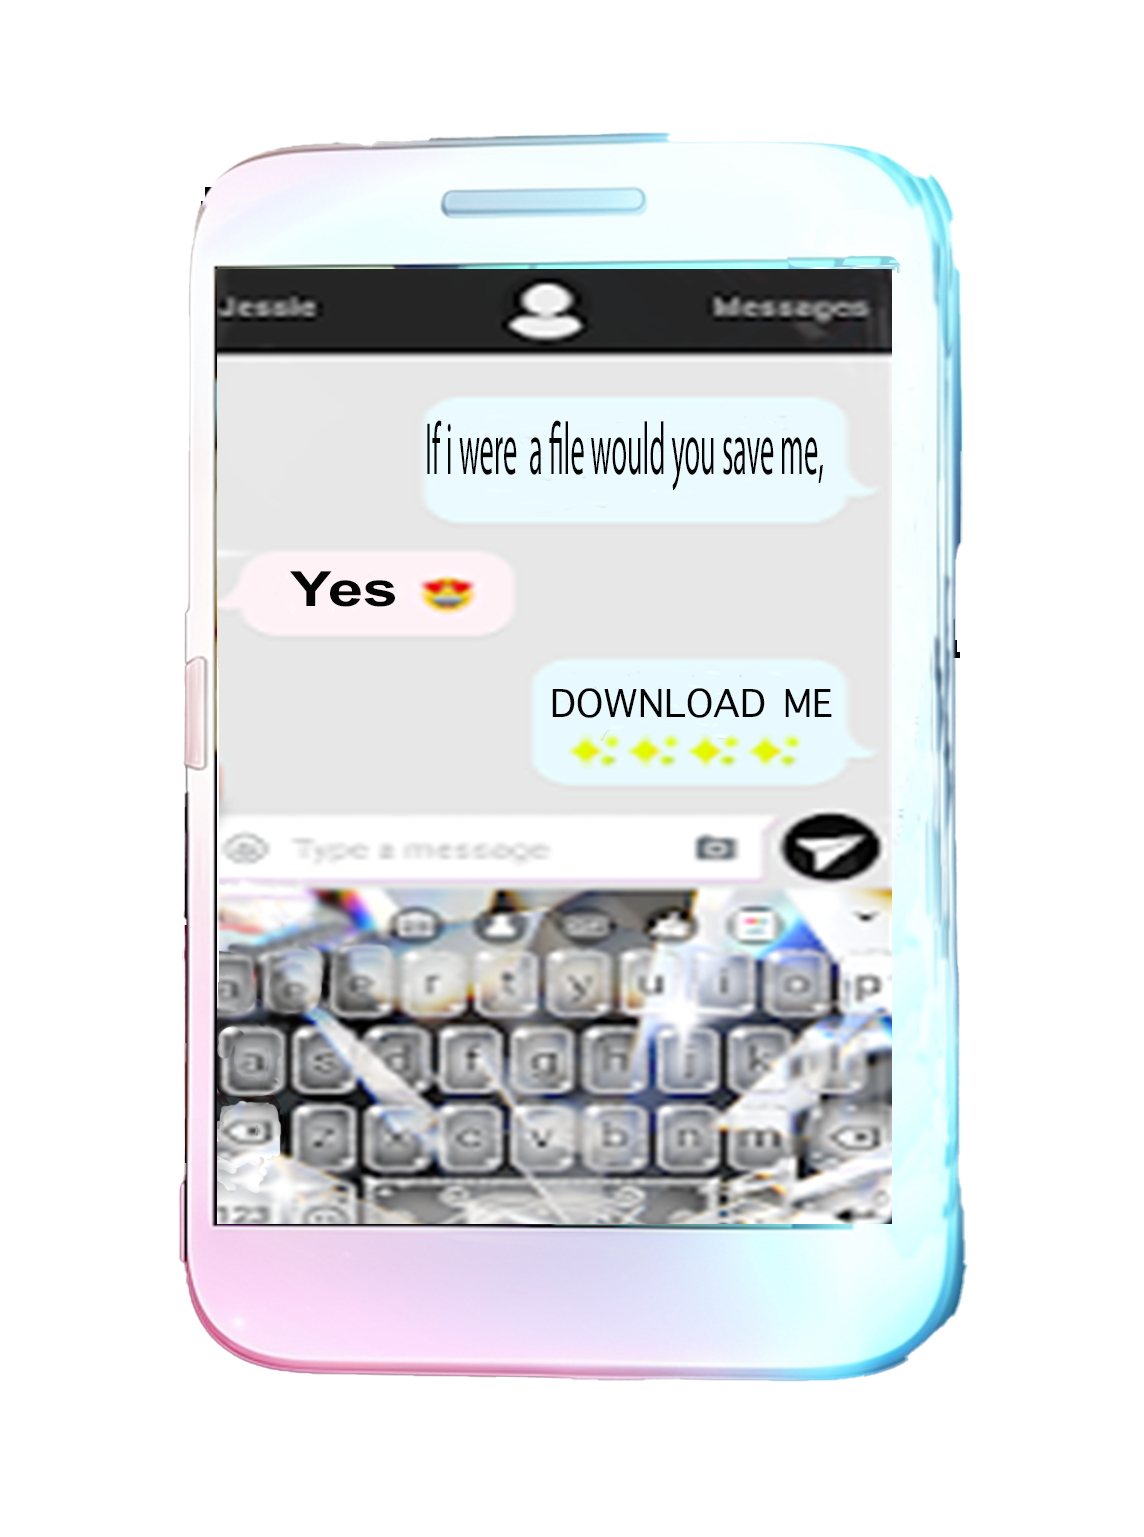 Jessie
Messages
If i were a file would you save me,
Yes 😍
DOWNLOAD ME
Type a message
e r t y u i o p
a s d f g h j k l
z x c v b n m
123